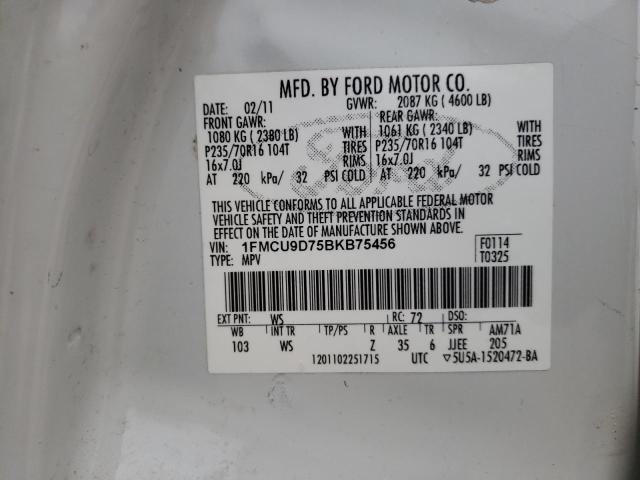 MFD. BY FORD MOTOR CO.
DATE: 02/11 GVWR: 2087 KG (4600 LB)
FRONT GAWR: REAR GAWR:
1080 KG (2380 LB) WITH 1061 KG (2340 LB) WITH
P235/70R16 104T TIRES P235/70R16 104T TIRES
16x7.0J RIMS 16x7.0J RIMS
AT 220 kPa/ 32 PSI COLD AT 220 kPa/ 32 PSI COLD
THIS VEHICLE CONFORMS TO ALL APPLICABLE FEDERAL MOTOR
VEHICLE SAFETY AND THEFT PREVENTION STANDARDS IN
EFFECT ON THE DATE OF MANUFACTURE SHOWN ABOVE.
VIN: 1FMCU9D75BKB75456 F0114
TYPE: MPV T0325
EXT PNT: WS RC: 72 DSO:
WB INT TR TP/PS R AXLE TR SPR AM71A
103 WS Z 35 6 JJEE 205
1201102251715 UTC ▽5U5A-1520472-BA